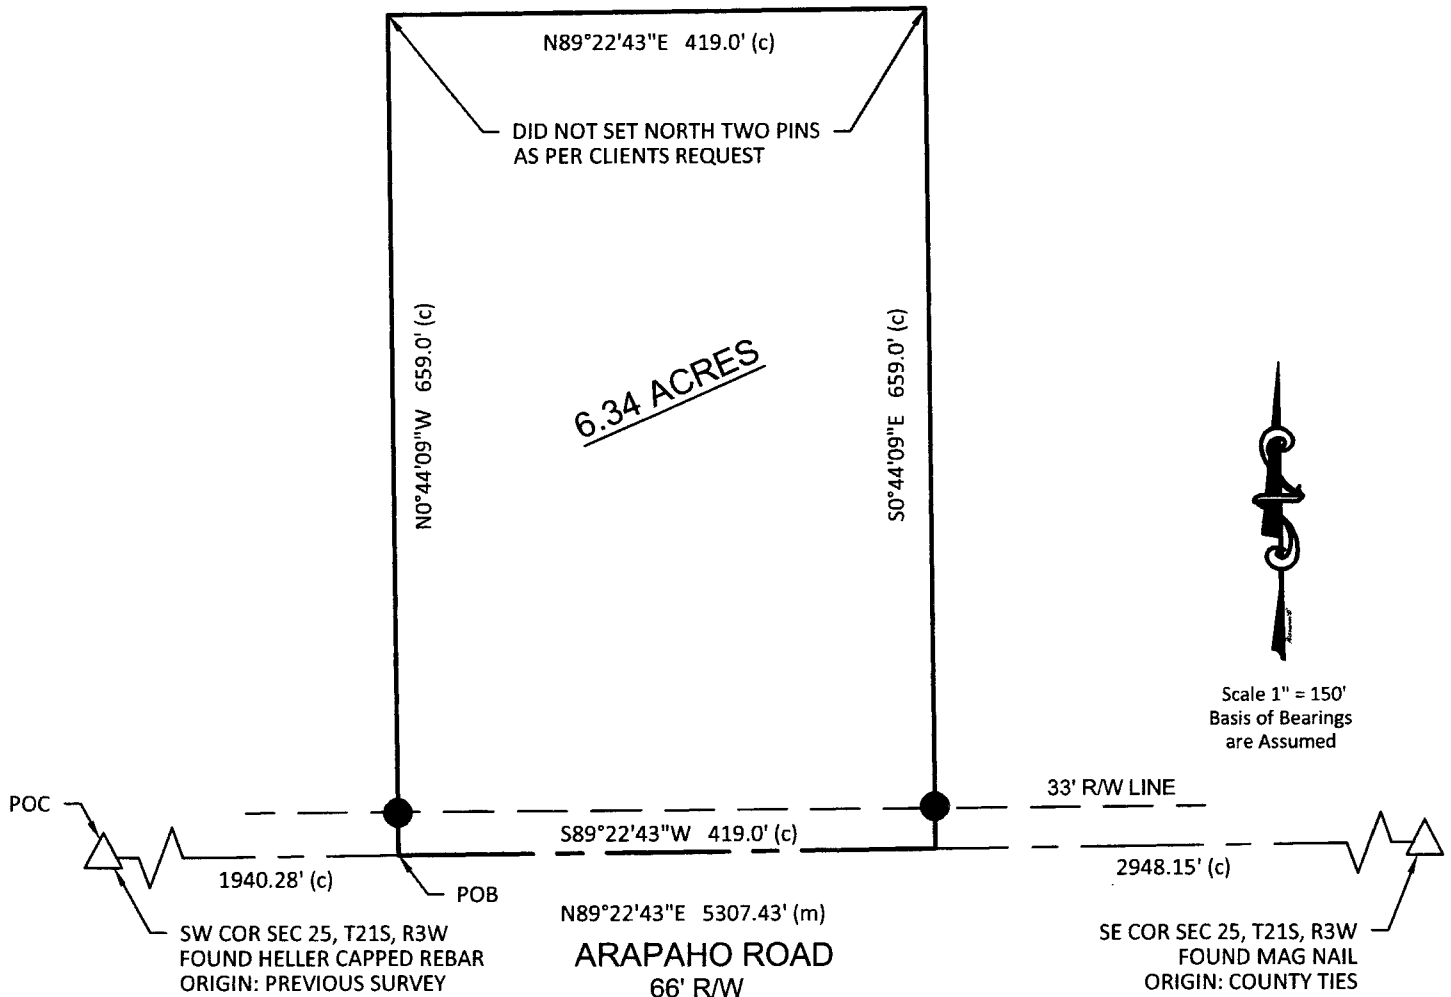 N89°22'43"E 419.0' (c)
DID NOT SET NORTH TWO PINS
AS PER CLIENTS REQUEST
N0°44'09"W 659.0' (c)
6.34 ACRES
S0°44'09"E 659.0' (c)
Scale 1" = 150'
Basis of Bearings
are Assumed
33' R/W LINE
POC
S89°22'43"W 419.0' (c)
1940.28' (c)
2948.15' (c)
POB
N89°22'43"E 5307.43' (m)
ARAPAHO ROAD
66' R/W
SW COR SEC 25, T21S, R3W
FOUND HELLER CAPPED REBAR
ORIGIN: PREVIOUS SURVEY
SE COR SEC 25, T21S, R3W
FOUND MAG NAIL
ORIGIN: COUNTY TIES